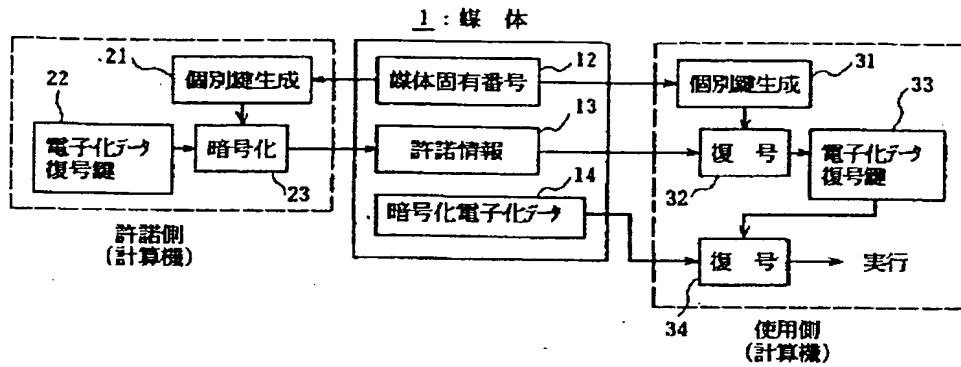 1：媒 体
21
個別鍵生成
22
電子化データ
復号鍵
暗号化
23
許諾側
(計算機)
12
媒体固有番号
13
許諾情報
14
暗号化電子化データ
31
個別鍵生成
33
復 号
32
電子化データ
復号鍵
復 号
34
実行
使用側
(計算機)